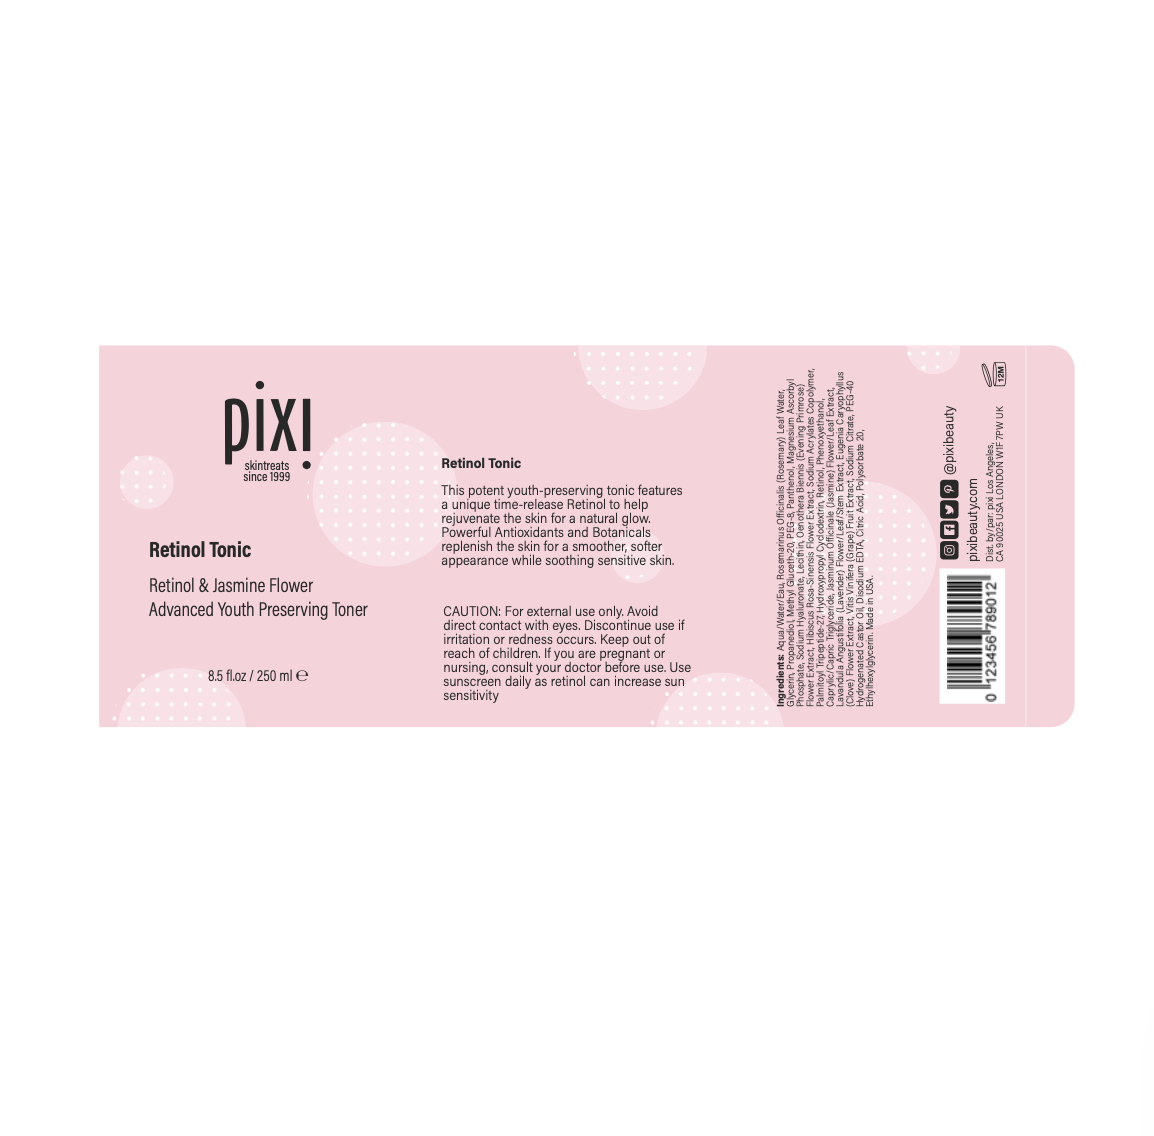 pixi
skintreats
since 1999
Retinol Tonic
Retinol & Jasmine Flower
Advanced Youth Preserving Toner
8.5 fl.oz / 250 ml ℮
Retinol Tonic
This potent youth-preserving tonic features
a unique time-release Retinol to help
rejuvenate the skin for a natural glow.
Powerful Antioxidants and Botanicals
replenish the skin for a smoother, softer
appearance while soothing sensitive skin.
CAUTION: For external use only. Avoid
direct contact with eyes. Discontinue use if
irritation or redness occurs. Keep out of
reach of children. If you are pregnant or
nursing, consult your doctor before use. Use
sunscreen daily as retinol can increase sun
sensitivity
Ingredients: Aqua/Water/Eau, Rosemarinus Officinalis (Rosemary) Leaf Water,
Glycerin, Propanediol, Methyl Gluceth-20, PEG-8, Panthenol, Magnesium Ascorbyl
Phosphate, Sodium Hyaluronate, Lecithin, Oenothera Biennis (Evening Primrose)
Flower Extract, Hibiscus Rosa-Sinensis Flower Extract, Sodium Acrylates Copolymer,
Palmitoyl Tripeptide-27, Hydroxypropyl Cyclodextrin, Retinol, Phenoxyethanol,
Caprylic/Capric Triglyceride, Jasminum Officinale (Jasmine) Flower/Leaf Extract,
Lavandula Angustifolia (Lavender) Flower/Leaf/Stem Extract, Eugenia Caryophyllus
(Clove) Flower Extract, Vitis Vinifera (Grape) Fruit Extract, Sodium Citrate, PEG-40
Hydrogenated Castor Oil, Disodium EDTA, Citric Acid, Polysorbate 20,
Ethylhexylglycerin. Made in USA.
@pixibeauty
pixibeauty.com
Dist. by/par: pixi Los Angeles,
CA 90025 USA LONDON W1F 7PW UK
12M
0 123456 789012